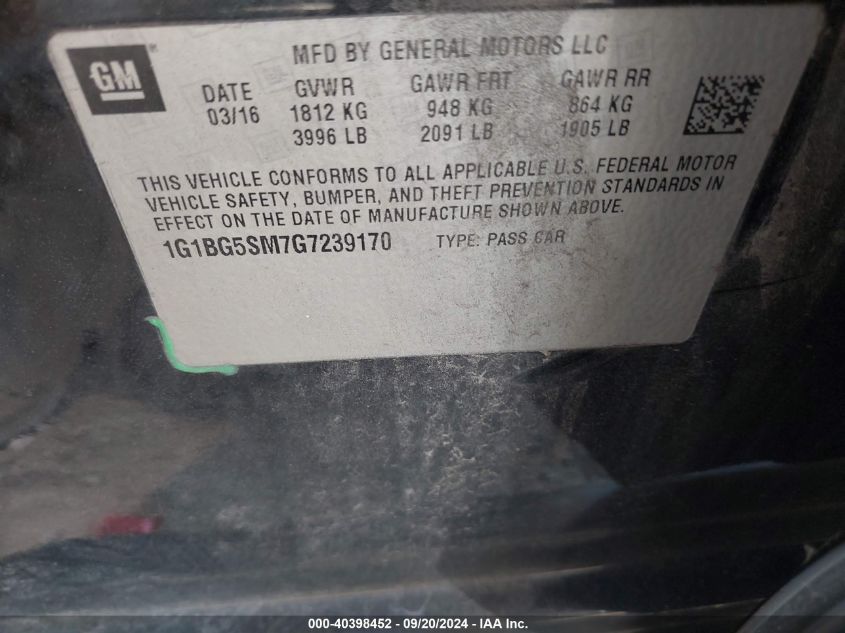 GM
MFD BY GENERAL MOTORS LLC
DATE GVWR GAWR FRT GAWR RR
03/16 1812 KG 948 KG 864 KG
3996 LB 2091 LB 1905 LB
THIS VEHICLE CONFORMS TO ALL APPLICABLE U.S. FEDERAL MOTOR
VEHICLE SAFETY, BUMPER, AND THEFT PREVENTION STANDARDS IN
EFFECT ON THE DATE OF MANUFACTURE SHOWN ABOVE.
1G1BG5SM7G7239170 TYPE: PASS CAR
000-40398452 - 09/20/2024 - IAA Inc.